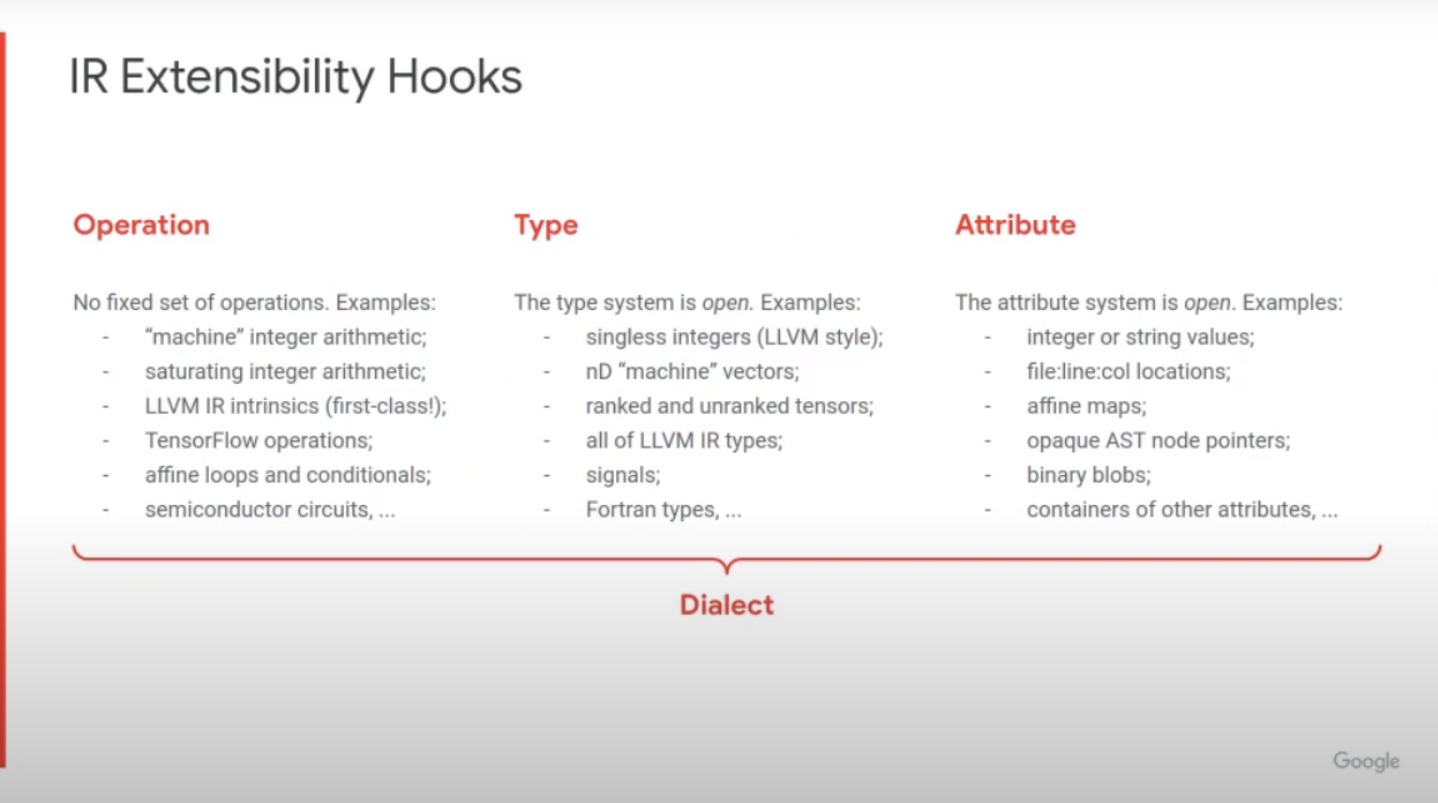 IR Extensibility Hooks
Operation
No fixed set of operations. Examples:
- “machine” integer arithmetic;
- saturating integer arithmetic;
- LLVM IR intrinsics (first-class!);
- TensorFlow operations;
- affine loops and conditionals;
- semiconductor circuits, ...
Type
The type system is open. Examples:
- singless integers (LLVM style);
- nD “machine” vectors;
- ranked and unranked tensors;
- all of LLVM IR types;
- signals;
- Fortran types, ...
Attribute
The attribute system is open. Examples:
- integer or string values;
- file:line:col locations;
- affine maps;
- opaque AST node pointers;
- binary blobs;
- containers of other attributes, ...
Dialect
Google